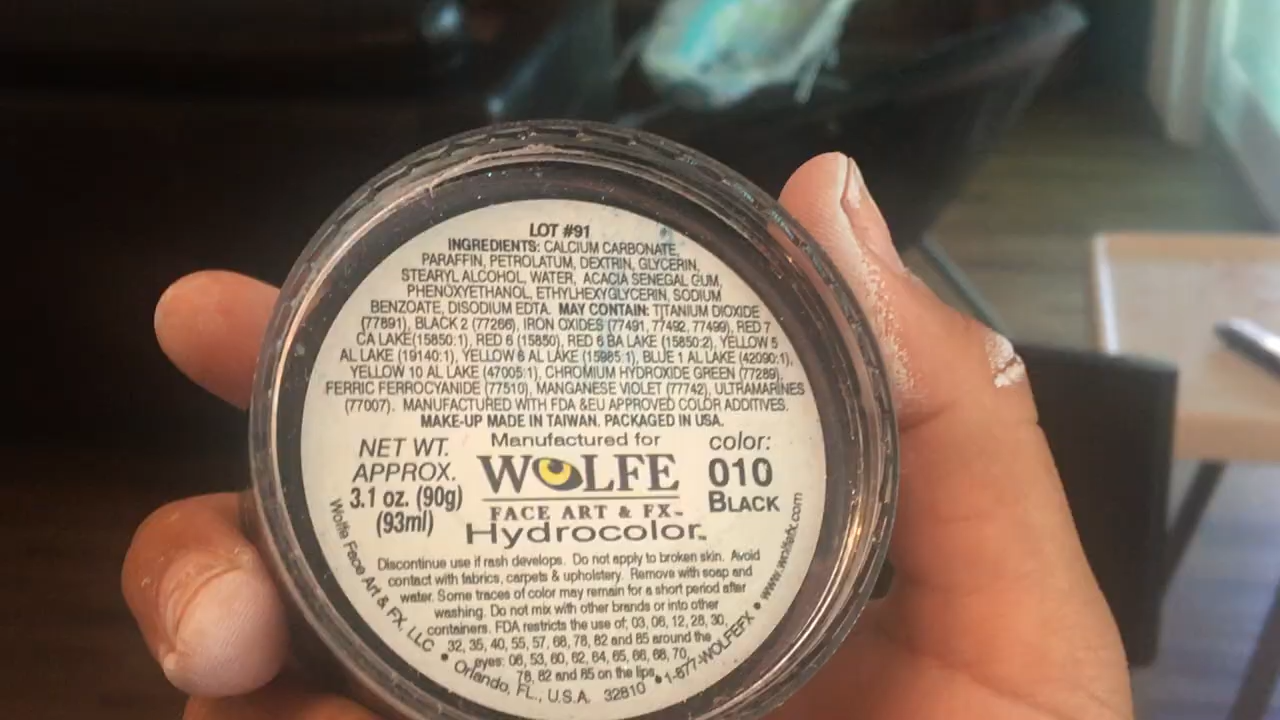 LOT #91
INGREDIENTS: CALCIUM CARBONATE,
PARAFFIN, PETROLATUM, DEXTRIN, GLYCERIN,
STEARYL ALCOHOL, WATER, ACACIA SENEGAL GUM,
PHENOXYETHANOL, ETHYLHEXYGLYCERIN, SODIUM
BENZOATE, DISODIUM EDTA. MAY CONTAIN: TITANIUM DIOXIDE
(77891), BLACK 2 (77266), IRON OXIDES (77491, 77492, 77499), RED 7
CA LAKE(15850:1), RED 6 (15850), RED 6 BA LAKE (15850:2), YELLOW 5
AL LAKE (19140:1), YELLOW 6 AL LAKE (15985:1), BLUE 1 AL LAKE (42090:1),
YELLOW 10 AL LAKE (47005:1), CHROMIUM HYDROXIDE GREEN (77289),
FERRIC FERROCYANIDE (77510), MANGANESE VIOLET (77742), ULTRAMARINES
(77007). MANUFACTURED WITH FDA &EU APPROVED COLOR ADDITIVES.
MAKE-UP MADE IN TAIWAN. PACKAGED IN USA.
NET WT.
APPROX.
3.1 oz. (90g)
(93ml)
Manufactured for
WOLFE
FACE ART & FX™
Hydrocolor™
color:
010
BLACK
Discontinue use if rash develops. Do not apply to broken skin. Avoid
contact with fabrics, carpets & upholstery. Remove with soap and
water. Some traces of color may remain for a short period after
washing. Do not mix with other brands or into other
containers. FDA restricts the use of; 03, 06, 12, 28, 30,
32, 35, 40, 55, 57, 68, 78, 82 and 85 around the
eyes: 06, 53, 60, 62, 64, 65, 66, 68, 70,
78, 82 and 85 on the lips.
Wolfe Face Art & FX, LLC • Orlando, FL., U.S.A. 32810 • 1-877-WOLFEFX • www.wolfefx.com